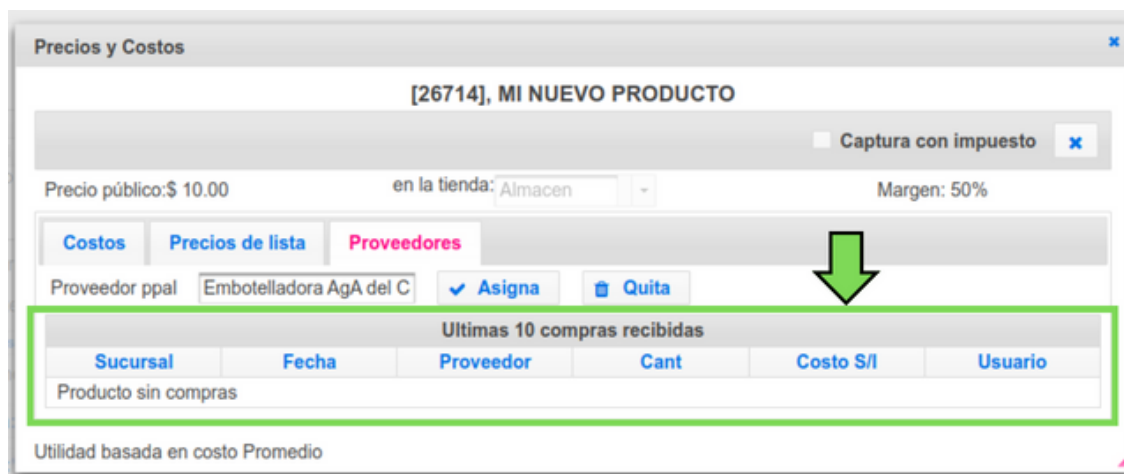 Precios y Costos
[26714], MI NUEVO PRODUCTO
Captura con impuesto
Precio público:$ 10.00 en la tienda: Almacen Margen: 50%
Costos Precios de lista Proveedores
Proveedor ppal Embotelladora AgA del C Asigna Quita
Ultimas 10 compras recibidas
Sucursal Fecha Proveedor Cant Costo S/I Usuario
Producto sin compras
Utilidad basada en costo Promedio